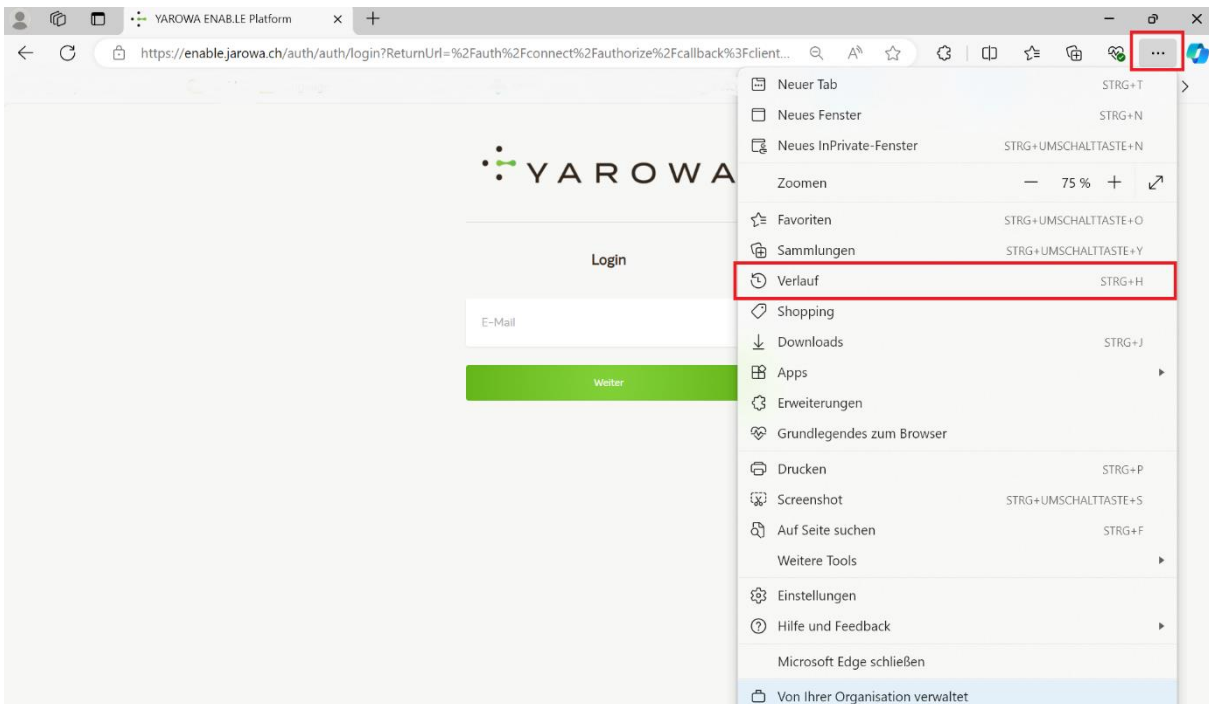 YAROWA ENAB.LE Platform
https://enable.jarowa.ch/auth/auth/login?ReturnUrl=%2Fauth%2Fconnect%2Fauthorize%2Fcallback%3Fclient...
YAROWA
Login
E-Mail
Weiter
Neuer Tab STRG+T
Neues Fenster STRG+N
Neues InPrivate-Fenster STRG+UMSCHALTTASTE+N
Zoomen — 75 % +
Favoriten STRG+UMSCHALTTASTE+O
Sammlungen STRG+UMSCHALTTASTE+Y
Verlauf STRG+H
Shopping
Downloads STRG+J
Apps
Erweiterungen
Grundlegendes zum Browser
Drucken STRG+P
Screenshot STRG+UMSCHALTTASTE+S
Auf Seite suchen STRG+F
Weitere Tools
Einstellungen
Hilfe und Feedback
Microsoft Edge schließen
Von Ihrer Organisation verwaltet